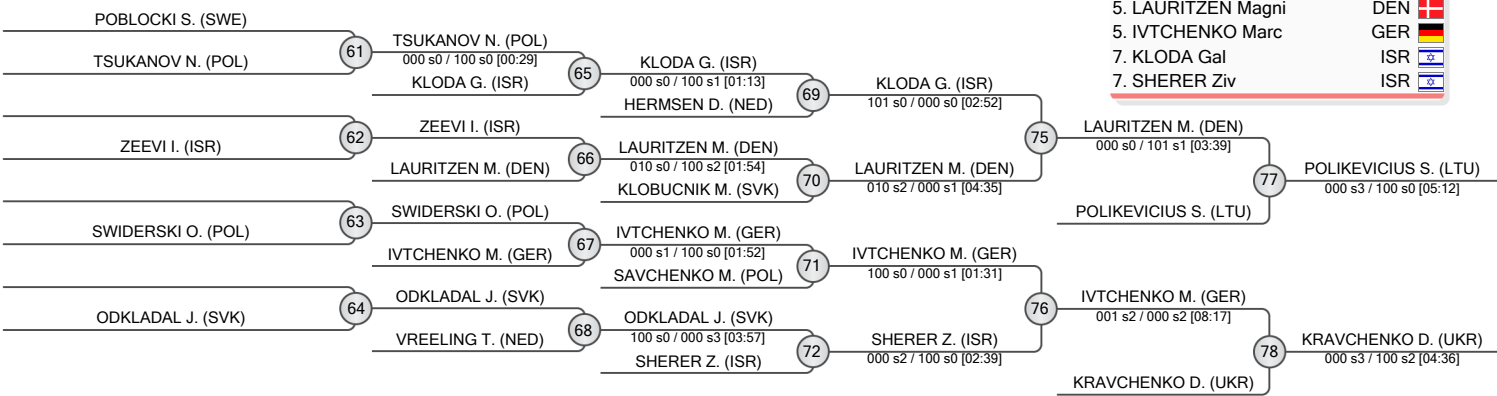 5. LAURITZEN Magni DEN
5. IVTCHENKO Marc GER
7. KLODA Gal ISR
7. SHERER Ziv ISR
POBLOCKI S. (SWE)
61
TSUKANOV N. (POL)
TSUKANOV N. (POL)
000 s0 / 100 s0 [00:29]
KLODA G. (ISR)
65
KLODA G. (ISR)
000 s0 / 100 s1 [01:13]
HERMSEN D. (NED)
69
KLODA G. (ISR)
101 s0 / 000 s0 [02:52]
62
ZEEVI I. (ISR)
ZEEVI I. (ISR)
LAURITZEN M. (DEN)
66
LAURITZEN M. (DEN)
010 s0 / 100 s2 [01:54]
KLOBUCNIK M. (SVK)
70
LAURITZEN M. (DEN)
010 s2 / 000 s1 [04:35]
75
LAURITZEN M. (DEN)
000 s0 / 101 s1 [03:39]
POLIKEVICIUS S. (LTU)
77
POLIKEVICIUS S. (LTU)
000 s3 / 100 s0 [05:12]
63
SWIDERSKI O. (POL)
SWIDERSKI O. (POL)
IVTCHENKO M. (GER)
67
IVTCHENKO M. (GER)
000 s1 / 100 s0 [01:52]
SAVCHENKO M. (POL)
71
IVTCHENKO M. (GER)
100 s0 / 000 s1 [01:31]
64
ODKLADAL J. (SVK)
ODKLADAL J. (SVK)
VREELING T. (NED)
68
ODKLADAL J. (SVK)
100 s0 / 000 s3 [03:57]
SHERER Z. (ISR)
72
SHERER Z. (ISR)
000 s2 / 100 s0 [02:39]
76
IVTCHENKO M. (GER)
001 s2 / 000 s2 [08:17]
KRAVCHENKO D. (UKR)
78
KRAVCHENKO D. (UKR)
000 s3 / 100 s2 [04:36]